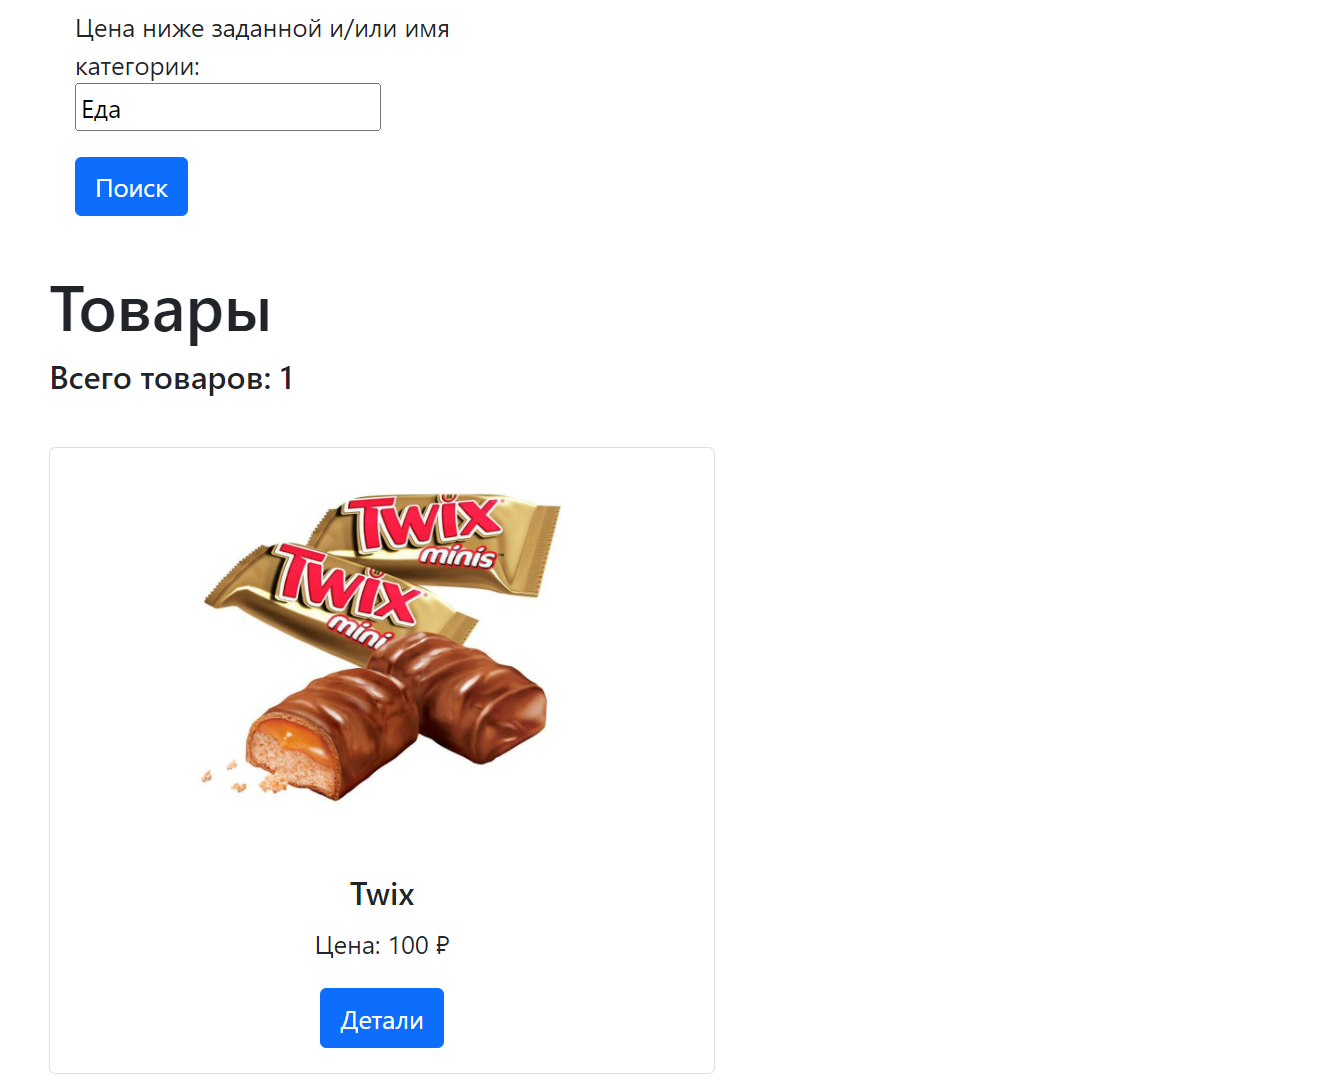 Цена ниже заданной и/или имя
категории:
Еда
Поиск
Товары
Всего товаров: 1
Twix
minis
Twix
mini
Twix
Цена: 100 ₽
Детали